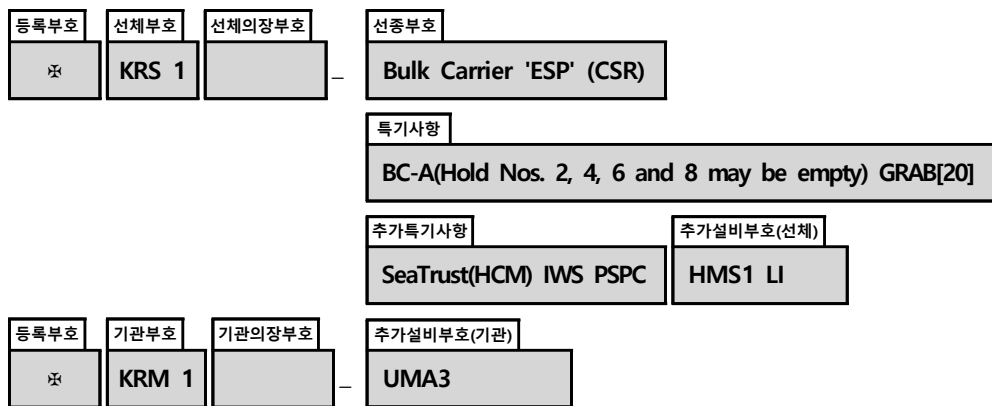 등록부호 선체부호 선체의장부호 선종부호
✠ KRS 1 – Bulk Carrier 'ESP' (CSR)
특기사항
BC-A(Hold Nos. 2, 4, 6 and 8 may be empty) GRAB[20]
추가특기사항 추가설비부호(선체)
SeaTrust(HCM) IWS PSPC HMS1 LI
등록부호 기관부호 기관의장부호 추가설비부호(기관)
✠ KRM 1 – UMA3